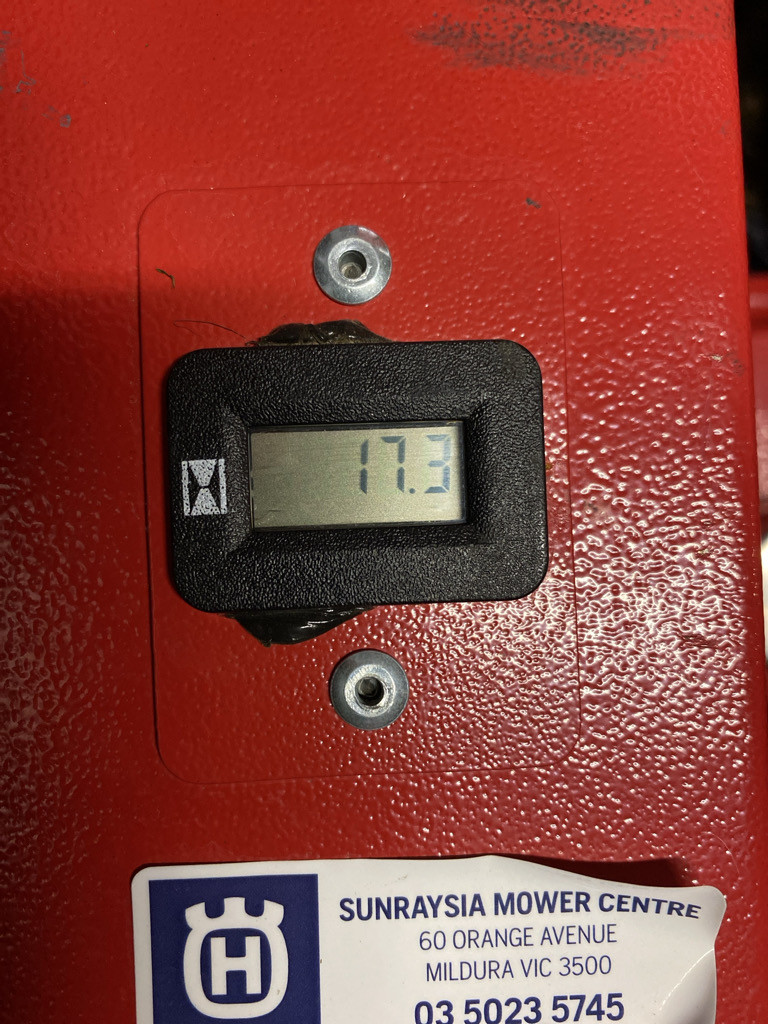 17.3
H
SUNRAYSIA MOWER CENTRE
60 ORANGE AVENUE
MILDURA VIC 3500
03 5023 5745